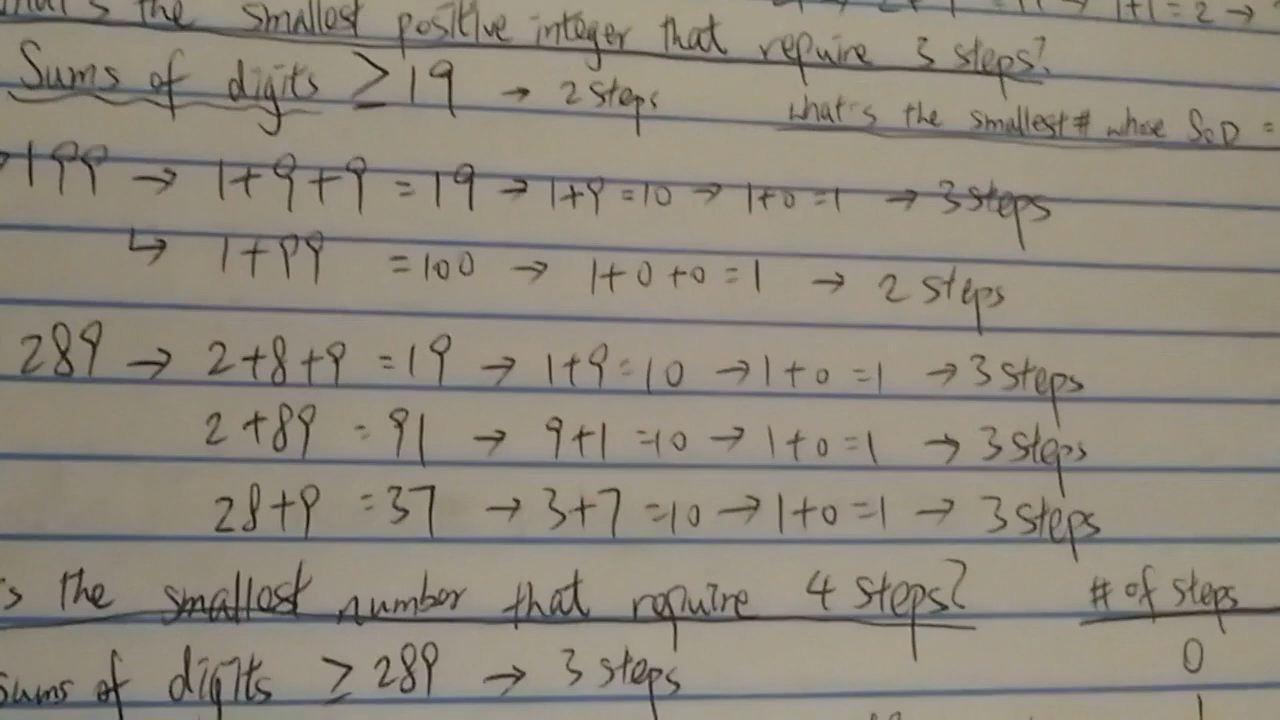 the smallest positive integer that require 3 steps?
1+1 = 2 →
Sums of digits ≥ 19 → 2 steps
what's the smallest # whose SoD =
199 → 1+9+9 = 19 → 1+9 = 10 → 1+0 = 1 → 3 steps
↳ 1+99 = 100 → 1+0+0 = 1 → 2 steps
289 → 2+8+9 = 19 → 1+9 = 10 → 1+0 = 1 → 3 steps
2+89 = 91 → 9+1 = 10 → 1+0 = 1 → 3 steps
28+9 = 37 → 3+7 = 10 → 1+0 = 1 → 3 steps
the smallest number that require 4 steps?
# of steps
0
sums of digits ≥ 289 → 3 steps
1